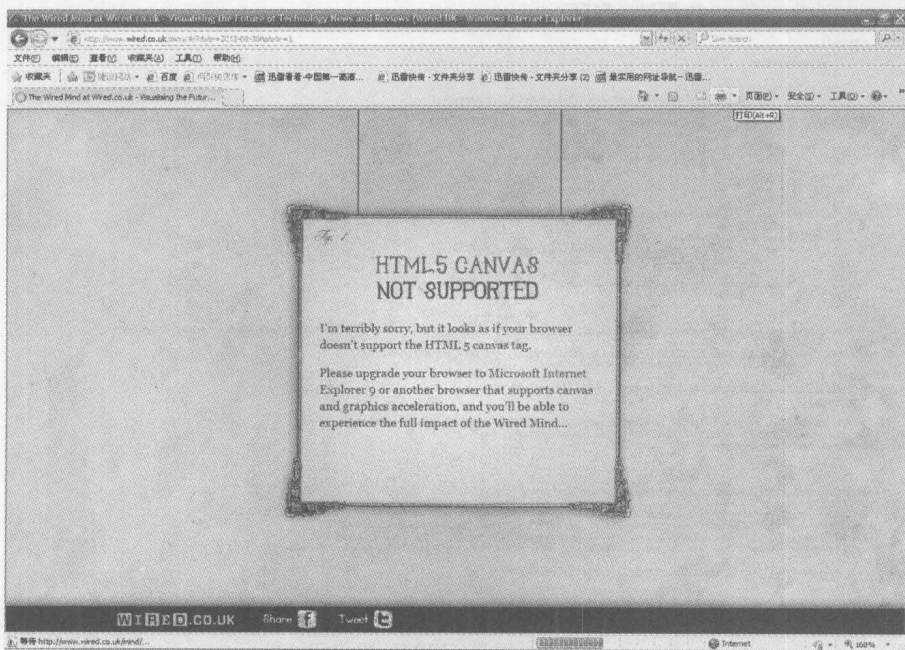 The Wired Mind at Wired.co.uk - Visualising the Future of Technology News and Reviews (Wired UK - Windows Internet Explorer
文件(F) 编辑(E) 查看(V) 收藏夹(A) 工具(T) 帮助(H)
收藏夹 百度 迅雷看看-中国第一高清... 迅雷快传 - 文件夹分享 迅雷快传 - 文件夹分享 (2) 最实用的网址导航-迅雷...
The Wired Mind at Wired.co.uk - Visualising the Futur...
页面(P) 安全(S) 工具(O)
打印(Alt+R)
Fig. 1
HTML5 CANVAS
NOT SUPPORTED
I'm terribly sorry, but it looks as if your browser
doesn't support the HTML 5 canvas tag.
Please upgrade your browser to Microsoft Internet
Explorer 9 or another browser that supports canvas
and graphics acceleration, and you'll be able to
experience the full impact of the Wired Mind...
WIRED.CO.UK Share f Tweet t
等待 http://www.wired.co.uk/mind/... Internet 100%